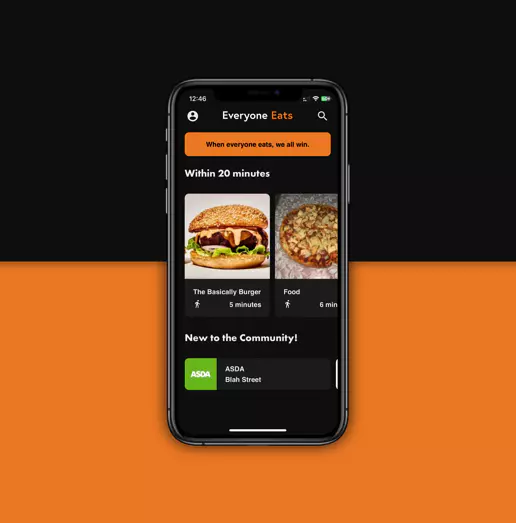 12:46
Everyone Eats
When everyone eats, we all win.
Within 20 minutes
The Basically Burger
5 minutes
Food
6 min
New to the Community!
ASDA
ASDA
Blah Street